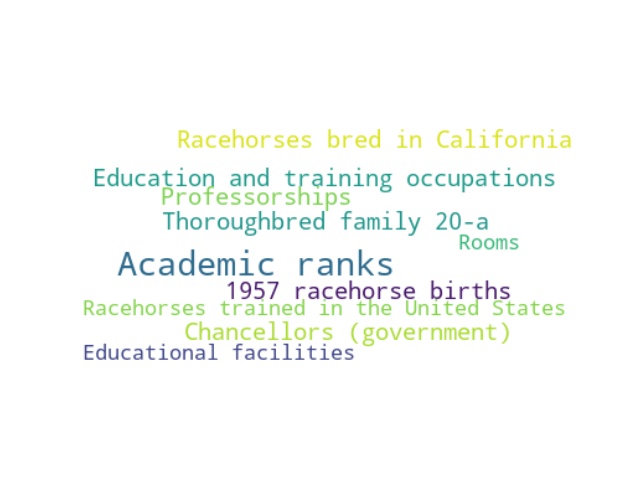 Racehorses bred in California
Education and training occupations
Professorships
Thoroughbred family 20-a
Rooms
Academic ranks
1957 racehorse births
Racehorses trained in the United States
Chancellors (government)
Educational facilities